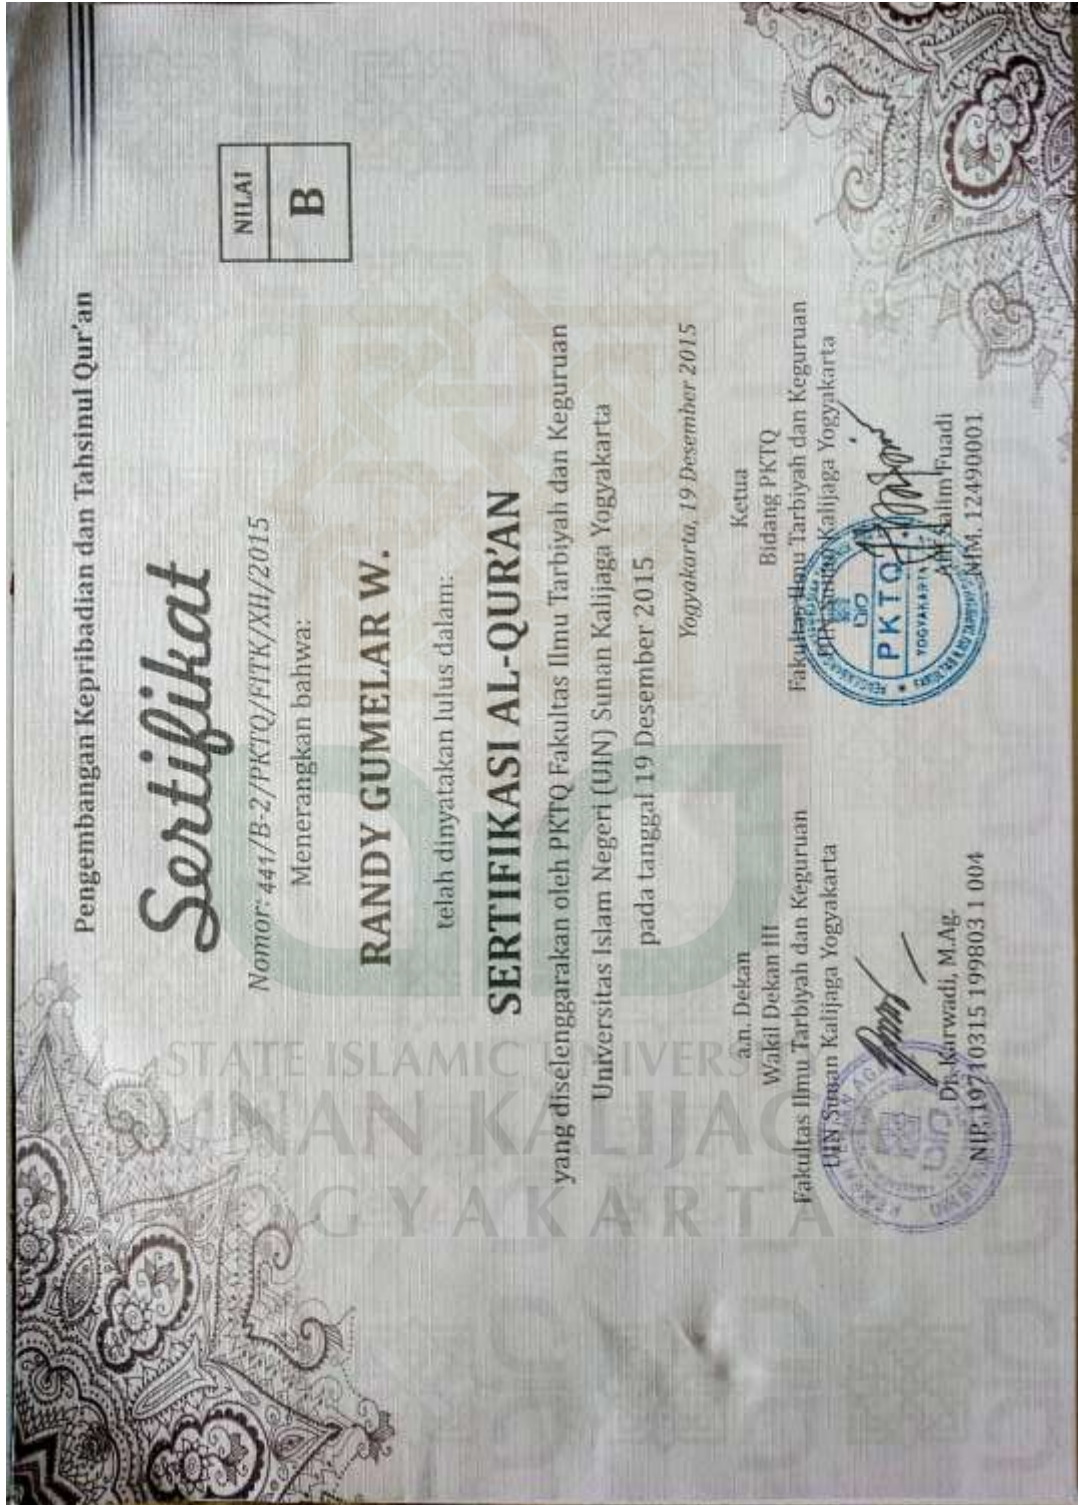 Pengembangan Kepribadian dan Tahsinul Qur'an
Sertifikat
NILAI
B
Nomor: 441/B-2/PKTQ/FITK/XII/2015
Menerangkan bahwa:
RANDY GUMELAR W.
telah dinyatakan lulus dalam:
SERTIFIKASI AL-QUR'AN
yang diselenggarakan oleh PKTQ Fakultas Ilmu Tarbiyah dan Keguruan
Universitas Islam Negeri (UIN) Sunan Kalijaga Yogyakarta
pada tanggal 19 Desember 2015
Yogyakarta, 19 Desember 2015
a.n. Dekan
Wakil Dekan III
Fakultas Ilmu Tarbiyah dan Keguruan
UIN Sunan Kalijaga Yogyakarta
Dr. Karwadi, M.Ag.
NIP. 19710315 199803 1 004
Ketua
Bidang PKTQ
Fakultas Ilmu Tarbiyah dan Keguruan
UIN Sunan Kalijaga Yogyakarta
PKTQ
YOGYAKARTA
Salim Fuadi
NIM. 12490001
STATE ISLAMIC UNIVERSITY
SUNAN KALIJAGA
YOGYAKARTA